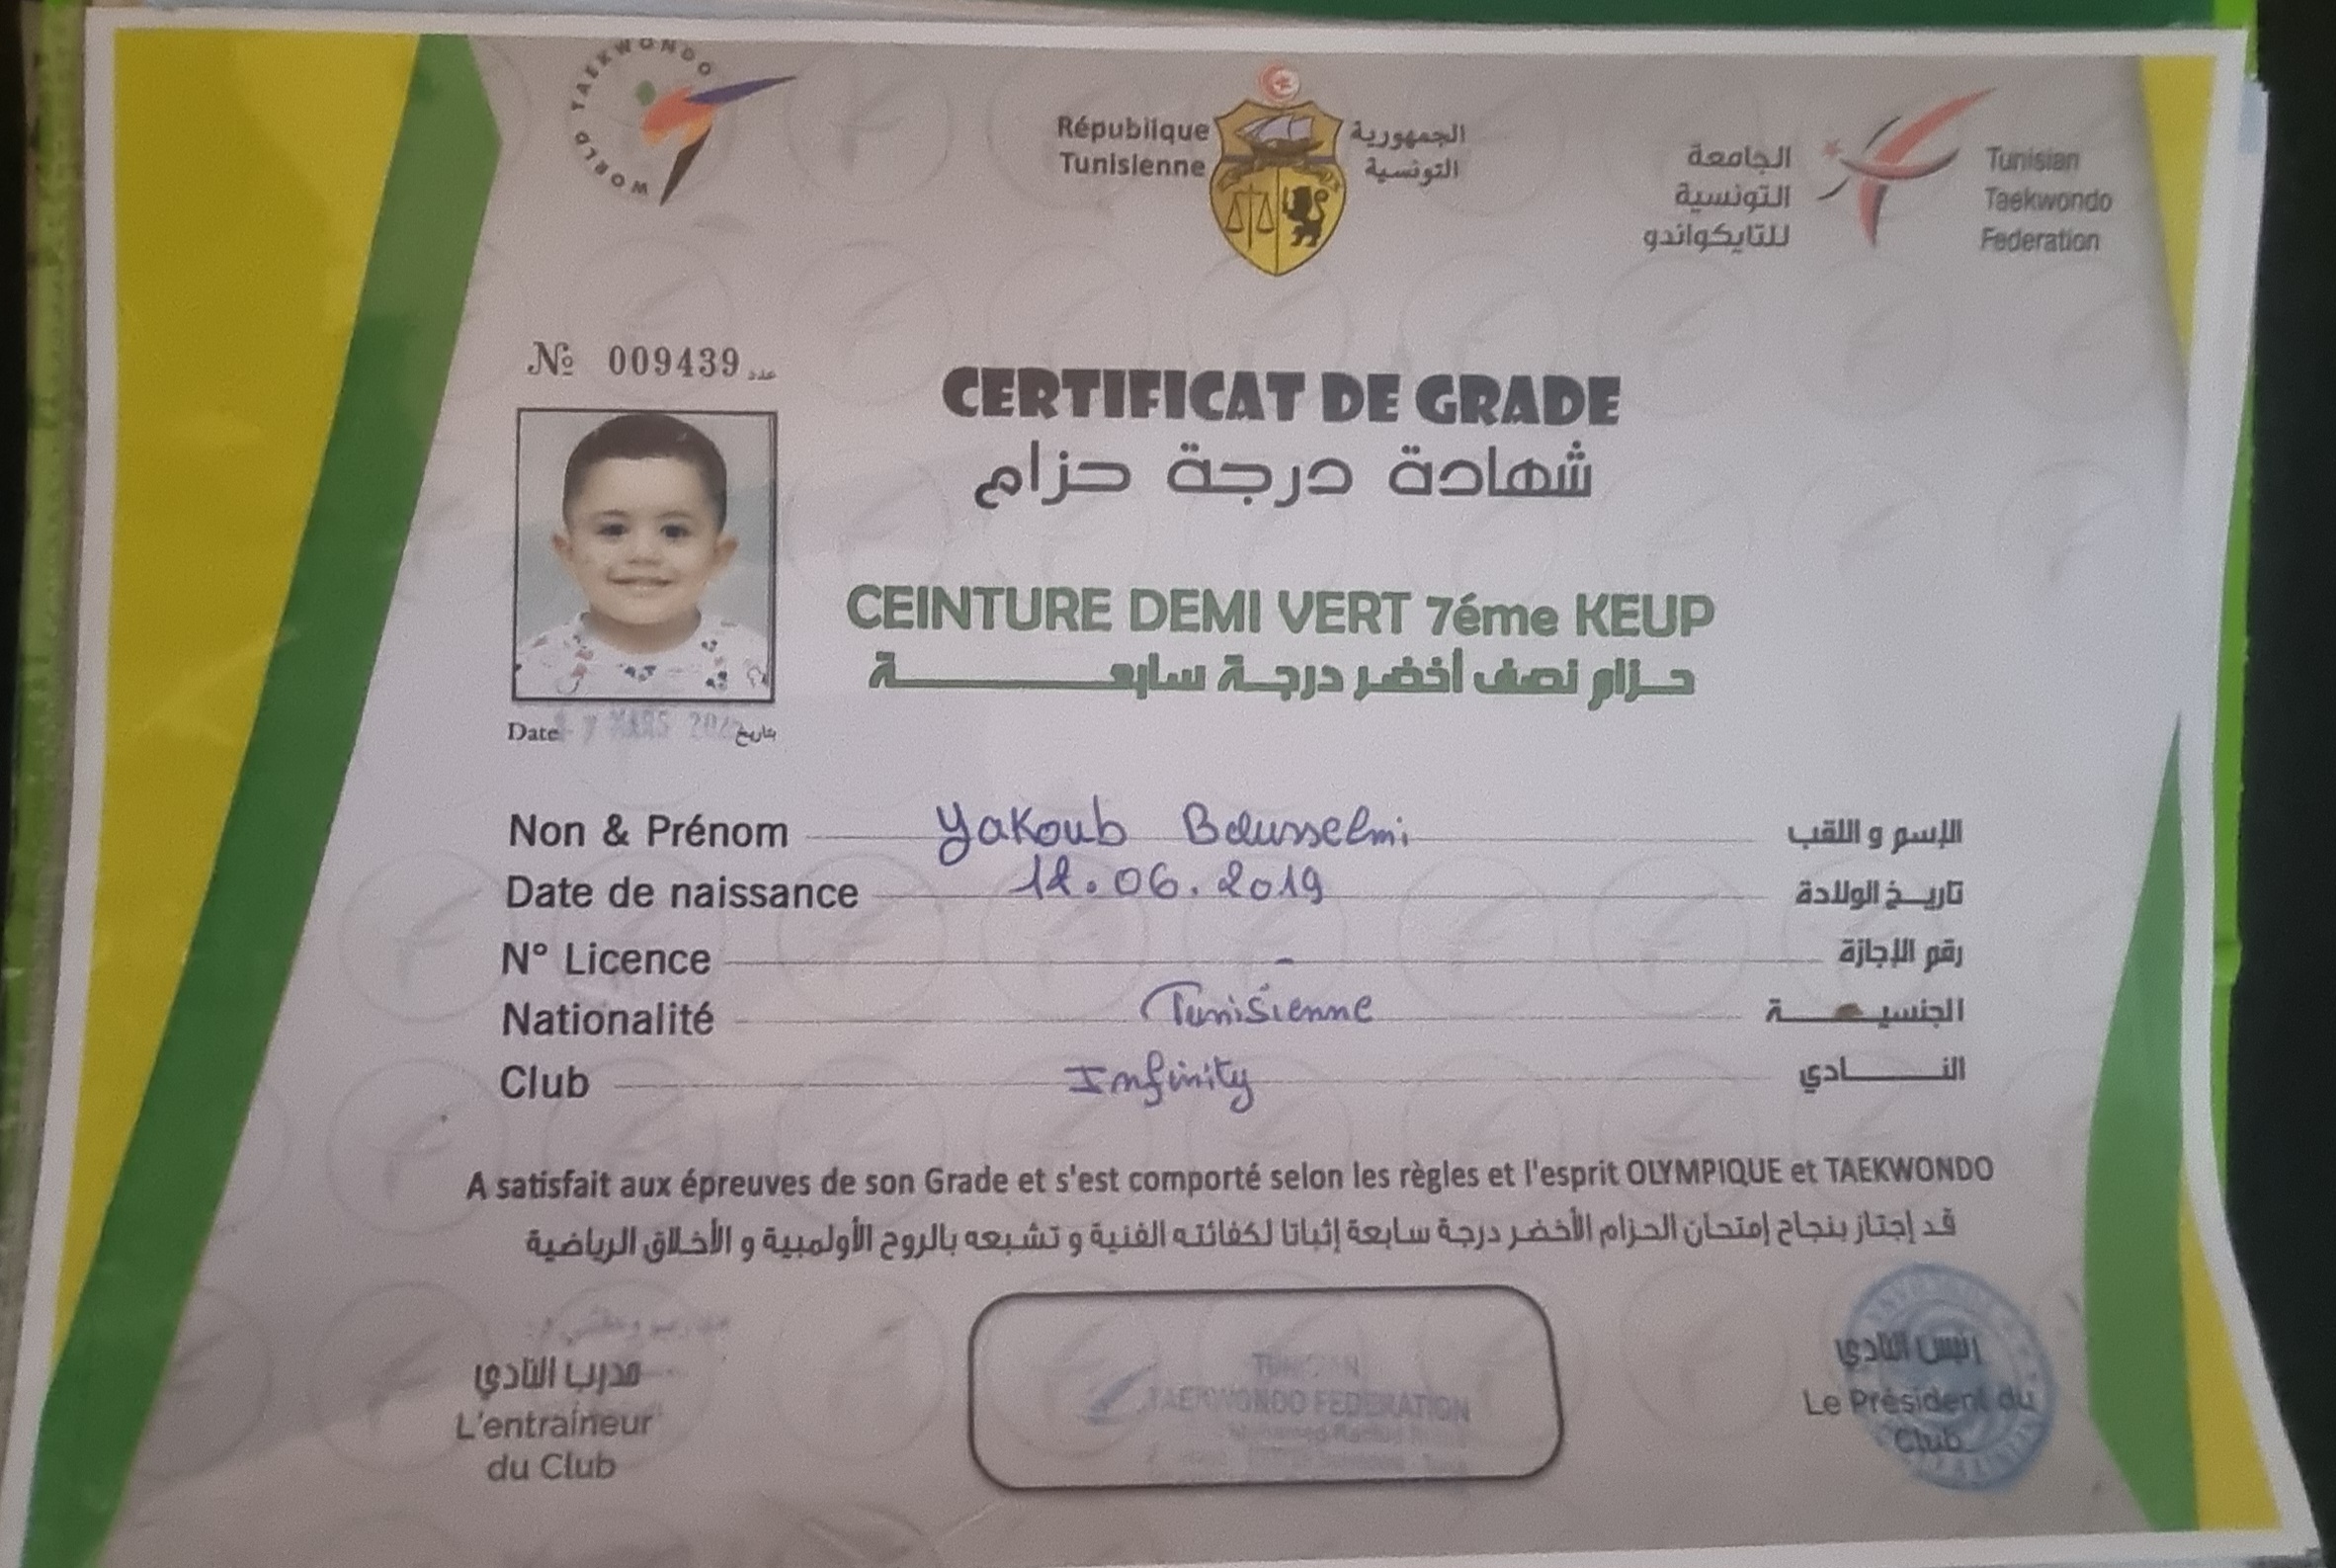 WORLD TAEKWONDO
République
Tunisienne
الجمهورية
التونسية
الجامعة
التونسية
للتايكواندو
Tunisian
Taekwondo
Federation
№ 009439 عدد
CERTIFICAT DE GRADE
شهادة درجة حزام
CEINTURE DEMI VERT 7éme KEUP
حزام نصف أخضر درجة سابعة
Date MARS بتاريخ
Non & Prénom Yakoub Bousselmi الإسم و اللقب
Date de naissance 12.06.2019 تاريخ الولادة
N° Licence - رقم الإجازة
Nationalité Tunisienne الجنسية
Club Infinity النادي
A satisfait aux épreuves de son Grade et s'est comporté selon les règles et l'esprit OLYMPIQUE et TAEKWONDO
قد إجتاز بنجاح إمتحان الحزام الأخضر درجة سابعة إثباتا لكفائته الفنية و تشبعه بالروح الأولمبية و الأخلاق الرياضية
مدرب النادي
L'entraîneur
du Club
TUNISIAN
TAEKWONDO FEDERATION
رئيس النادي
Le Président du
Club